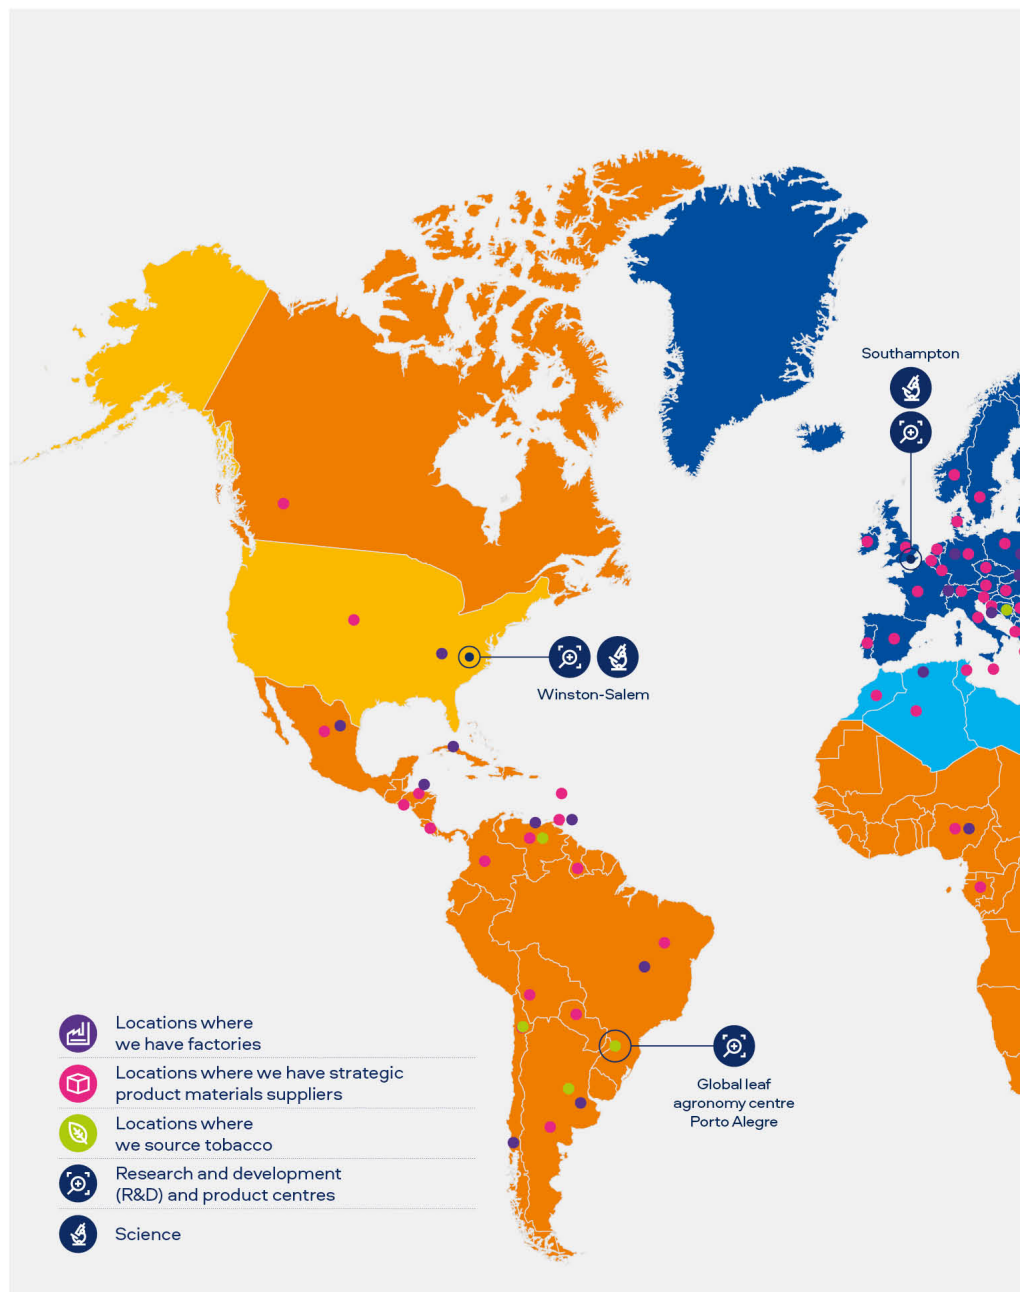 Southampton
Winston-Salem
Locations where
we have factories
Locations where we have strategic
product materials suppliers
Locations where
we source tobacco
Research and development
(R&D) and product centres
Science
Global leaf
agronomy centre
Porto Alegre